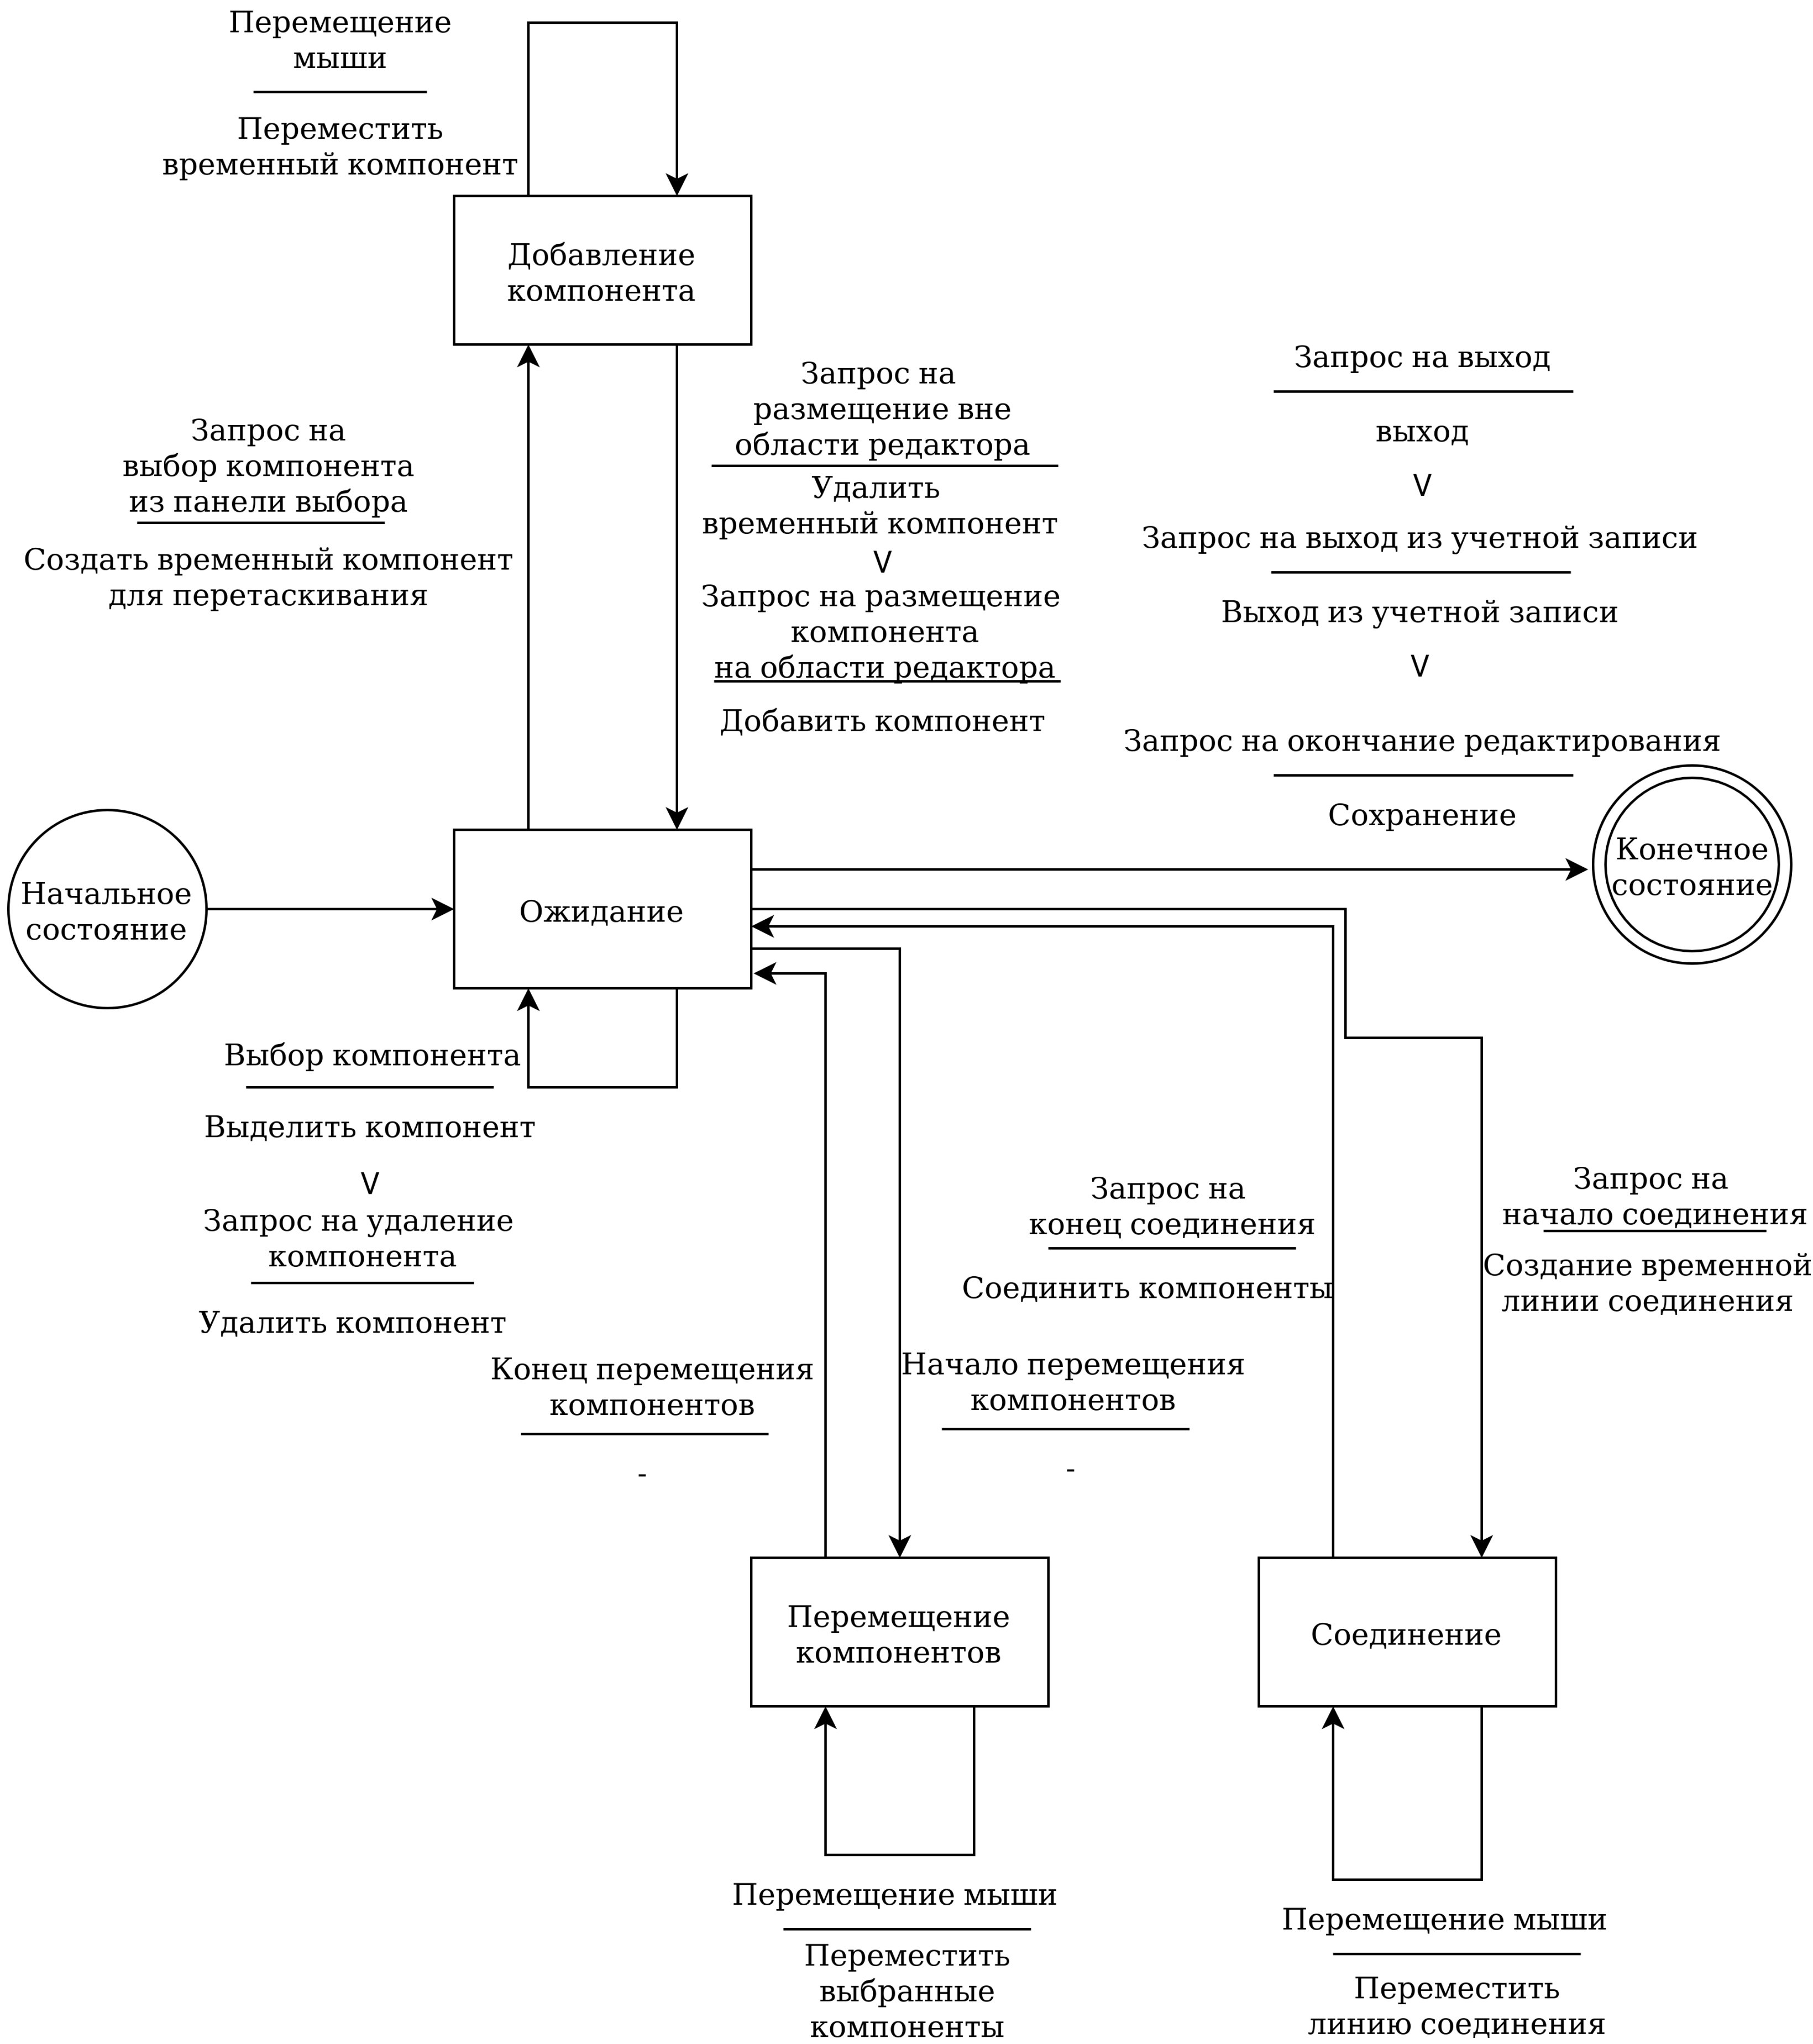 Перемещение
мыши
Переместить
временный компонент
Добавление
компонента
Запрос на
выбор компонента
из панели выбора
Создать временный компонент
для перетаскивания
Запрос на
размещение вне
области редактора
Удалить
временный компонент
V
Запрос на размещение
компонента
на области редактора
Добавить компонент
Запрос на выход
выход
V
Запрос на выход из учетной записи
Выход из учетной записи
V
Запрос на окончание редактирования
Сохранение
Начальное
состояние
Ожидание
Конечное
состояние
Выбор компонента
Выделить компонент
V
Запрос на удаление
компонента
Удалить компонент
Запрос на
конец соединения
Соединить компоненты
Запрос на
начало соединения
Создание временной
линии соединения
Конец перемещения
компонентов
-
Начало перемещения
компонентов
-
Перемещение
компонентов
Соединение
Перемещение мыши
Переместить
выбранные
компоненты
Перемещение мыши
Переместить
линию соединения